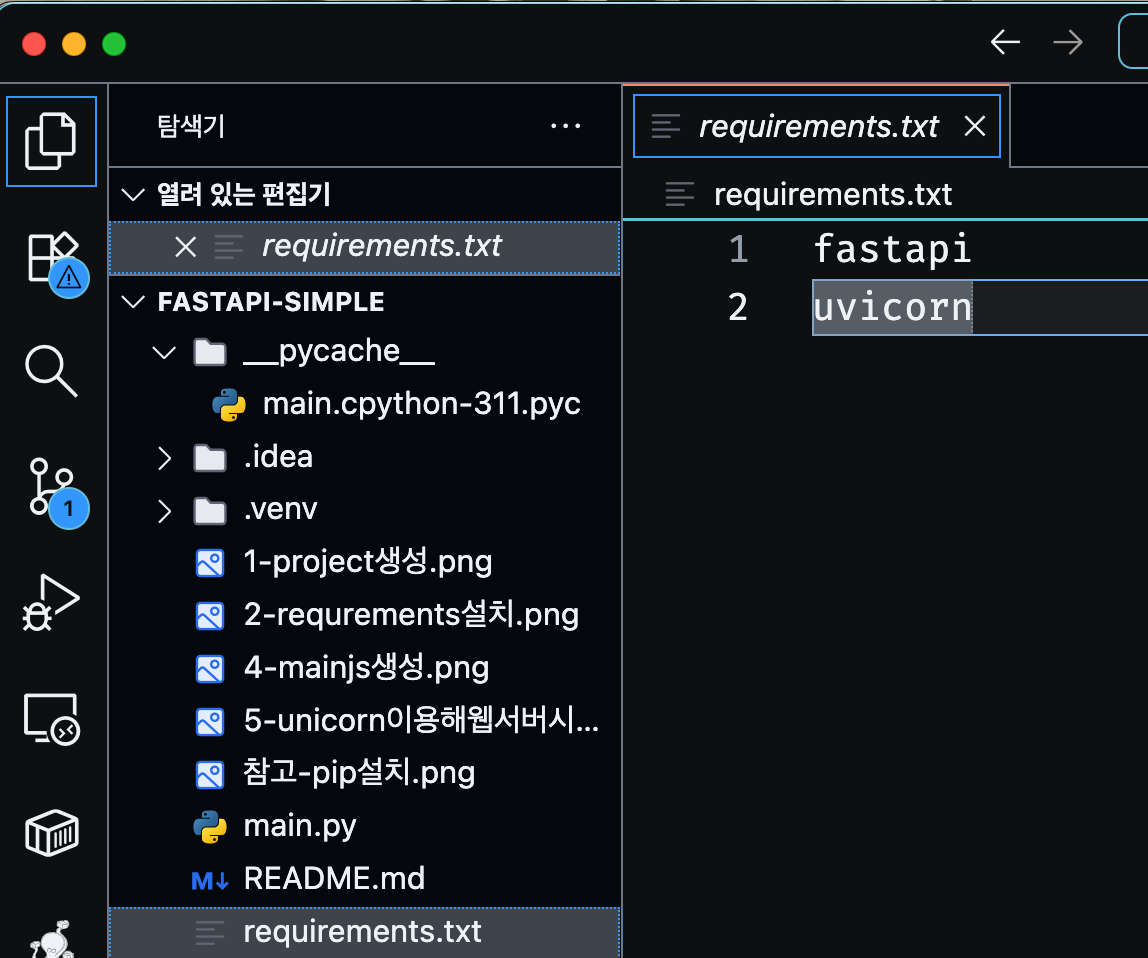 탐색기
열려 있는 편집기
requirements.txt
FASTAPI-SIMPLE
__pycache__
main.cpython-311.pyc
.idea
.venv
1-project생성.png
2-requrements설치.png
4-mainjs생성.png
5-unicorn이용해웹서버시...
참고-pip설치.png
main.py
README.md
requirements.txt
1
requirements.txt
requirements.txt
1 fastapi
2 uvicorn